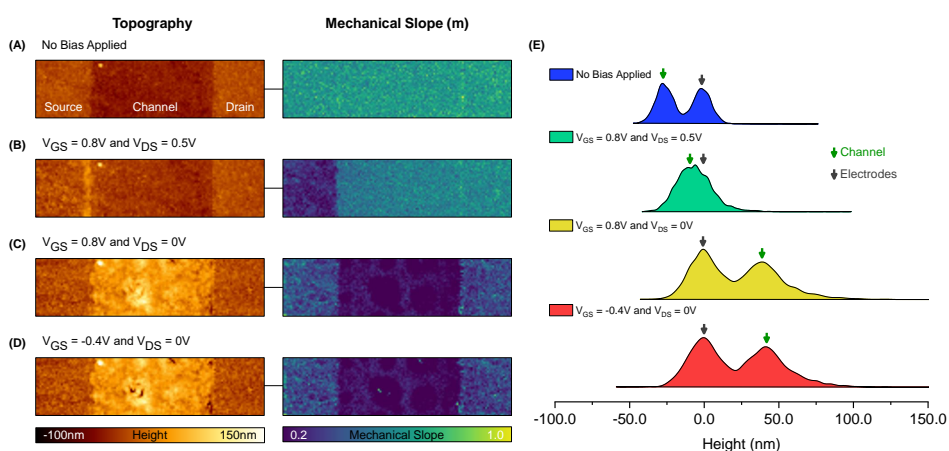 Topography
Mechanical Slope (m)
(A) No Bias Applied
Source Channel Drain
(B) VGS = 0.8V and VDS = 0.5V
(C) VGS = 0.8V and VDS = 0V
(D) VGS = -0.4V and VDS = 0V
-100nm Height 150nm
0.2 Mechanical Slope 1.0
(E)
No Bias Applied
VGS = 0.8V and VDS = 0.5V
Channel
Electrodes
VGS = 0.8V and VDS = 0V
VGS = -0.4V and VDS = 0V
-100.0 -50.0 0.0 50.0 100.0 150.0
Height (nm)